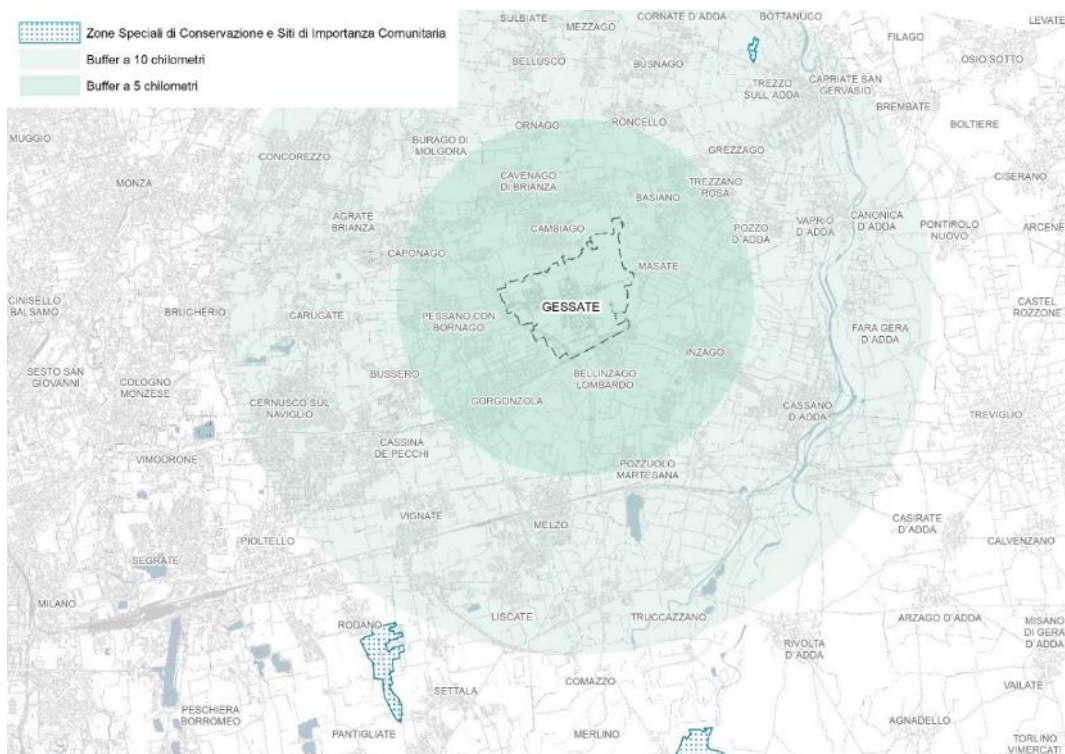 Zone Speciali di Conservazione e Siti di Importanza Comunitaria
Buffer a 10 chilometri
Buffer a 5 chilometri
SULBIATE
MEZZAGO
CORNATE D'ADDA
BOTTANUCO
LEVATE
FILAGO
BELLUSCO
BUSNAGO
OSIO SOTTO
TREZZO
SULL'ADDA
CAPRIATE SAN
GERVASIO
BREMBATE
BOLTIERE
MUGGIO
ORNAGO
RONCELLO
BURAGO DI
MOLGORA
CONCOREZZO
GREZZAGO
CISERANO
MONZA
CAVENAGO
DI BRIANZA
TREZZANO
ROSA
BASIANO
AGRATE
BRIANZA
CAMBIAGO
POZZO
D'ADDA
VAPRIO
D'ADDA
CANONICA
D'ADDA
PONTIROLO
NUOVO
ARCENE
CAPONAGO
MASATE
CINISELLO
BALSAMO
BRUGHERIO
CARUGATE
PESSANO CON
BORNAGO
GESSATE
CASTEL
ROZZONE
FARA GERA
D'ADDA
INZAGO
SESTO SAN
GIOVANNI
COLOGNO
MONZESE
BUSSERO
BELLINZAGO
LOMBARDO
CERNUSCO SUL
NAVIGLIO
GORGONZOLA
CASSANO
D'ADDA
TREVIGLIO
CASSINA
DE PECCHI
VIMODRONE
POZZUOLO
MARTESANA
VIGNATE
MELZO
CASIRATE
D'ADDA
CALVENZANO
PIOLTELLO
SEGRATE
MILANO
LISCATE
TRUCCAZZANO
ARZAGO D'ADDA
MISANO
DI GERA
D'ADDA
RODANO
RIVOLTA
D'ADDA
COMAZZO
SETTALA
VAILATE
PESCHIERA
BORROMEO
PANTIGLIATE
MERLINO
AGNADELLO
TORLINO
VIMERCATI